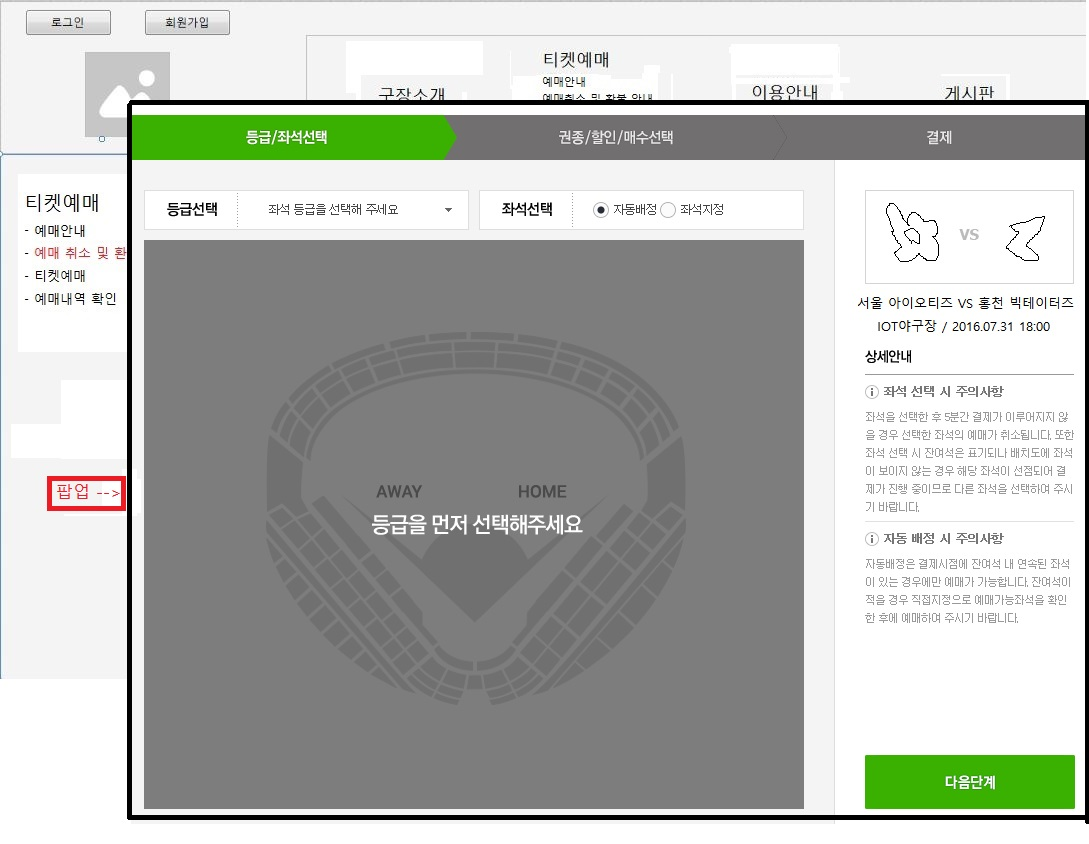 로그인
회원가입
티켓예매
예매안내
예매취소 및 환불 안내
구장소개
이용안내
게시판
등급/좌석선택
권종/할인/매수선택
결제
티켓예매
- 예매안내
- 예매 취소 및 환
- 티켓예매
- 예매내역 확인
팝업 -->
등급선택
좌석 등급을 선택해 주세요
좌석선택
자동배정
좌석지정
AWAY
HOME
등급을 먼저 선택해주세요
VS
서울 아이오티즈 VS 홍천 빅테이터즈
IOT야구장 / 2016.07.31 18:00
상세안내
좌석 선택 시 주의사항
좌석을 선택한 후 5분간 결제가 이루어지지 않
을 경우 선택한 좌석의 예매가 취소됩니다. 또한
좌석 선택 시 잔여석은 표기되나 배치도에 좌석
이 보이지 않는 경우 해당 좌석이 선점되어 결
제가 진행 중이므로 다른 좌석을 선택하여 주시
기 바랍니다.
자동 배정 시 주의사항
자동배정은 결제시점에 잔여석 내 연속된 좌석
이 있는 경우에만 예매가 가능합니다. 잔여석이
적을 경우 직접지정으로 예매가능좌석을 확인
한 후에 예매하여 주시기 바랍니다.
다음단계